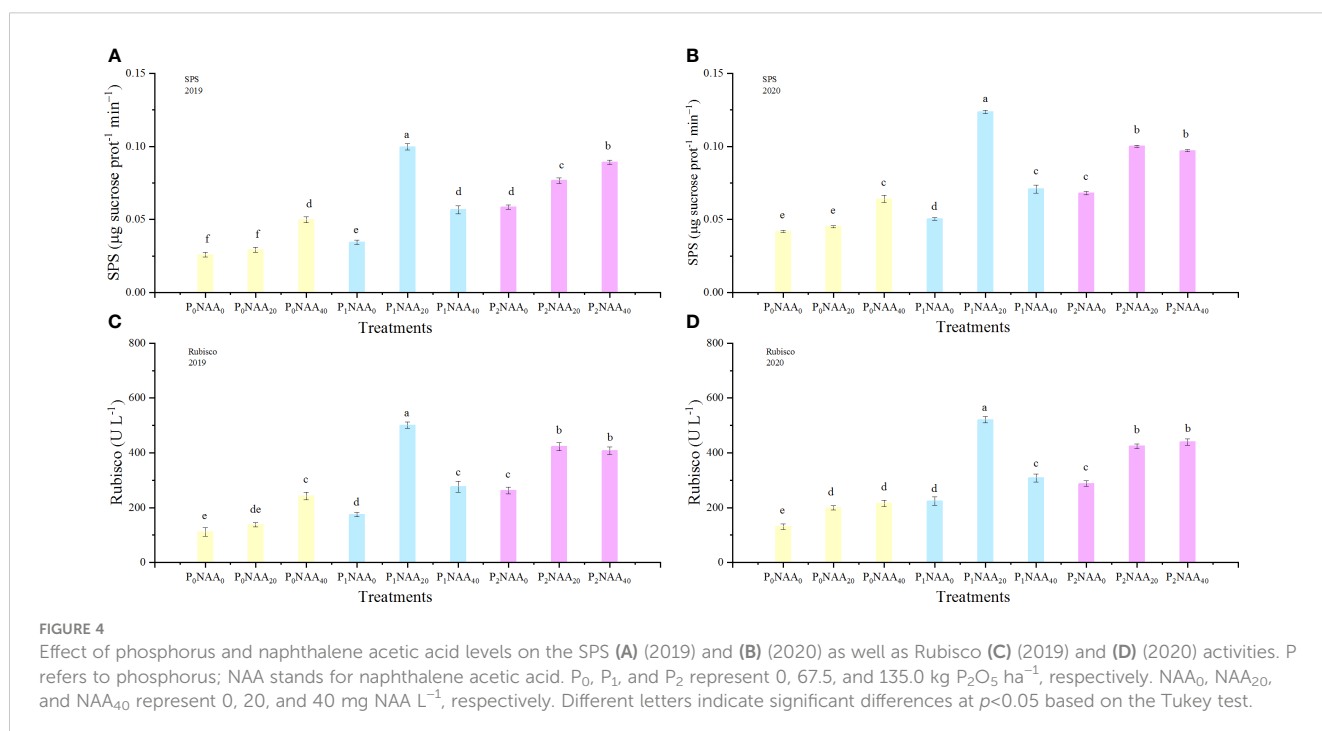 A
SPS
2019
SPS (µg sucrose prot⁻¹ min⁻¹)
0.15
0.10
0.05
0.00
f
f
d
e
a
d
d
c
b
P₀NAA₀ P₀NAA₂₀ P₀NAA₄₀ P₁NAA₀ P₁NAA₂₀ P₁NAA₄₀ P₂NAA₀ P₂NAA₂₀ P₂NAA₄₀
Treatments
B
SPS
2020
SPS (µg sucrose prot⁻¹ min⁻¹)
0.15
0.10
0.05
0.00
e
e
c
d
a
c
c
b
b
P₀NAA₀ P₀NAA₂₀ P₀NAA₄₀ P₁NAA₀ P₁NAA₂₀ P₁NAA₄₀ P₂NAA₀ P₂NAA₂₀ P₂NAA₄₀
Treatments
C
Rubisco
2019
Rubisco (U L⁻¹)
800
600
400
200
0
e
de
c
d
a
c
c
b
b
P₀NAA₀ P₀NAA₂₀ P₀NAA₄₀ P₁NAA₀ P₁NAA₂₀ P₁NAA₄₀ P₂NAA₀ P₂NAA₂₀ P₂NAA₄₀
Treatments
D
Rubisco
2020
Rubisco (U L⁻¹)
800
600
400
200
0
e
d
d
d
a
c
c
b
b
P₀NAA₀ P₀NAA₂₀ P₀NAA₄₀ P₁NAA₀ P₁NAA₂₀ P₁NAA₄₀ P₂NAA₀ P₂NAA₂₀ P₂NAA₄₀
Treatments
FIGURE 4
Effect of phosphorus and naphthalene acetic acid levels on the SPS (A) (2019) and (B) (2020) as well as Rubisco (C) (2019) and (D) (2020) activities. P
refers to phosphorus; NAA stands for naphthalene acetic acid. P₀, P₁, and P₂ represent 0, 67.5, and 135.0 kg P₂O₅ ha⁻¹, respectively. NAA₀, NAA₂₀,
and NAA₄₀ represent 0, 20, and 40 mg NAA L⁻¹, respectively. Different letters indicate significant differences at p<0.05 based on the Tukey test.